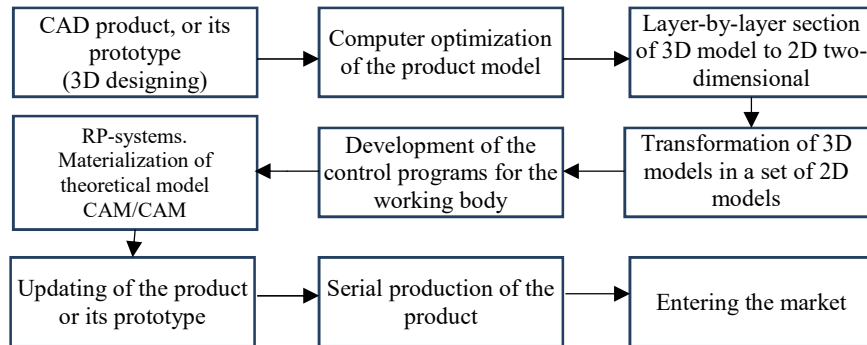 CAD product, or its
prototype
(3D designing)
Computer optimization
of the product model
Layer-by-layer section
of 3D model to 2D two-
dimensional
RP-systems.
Materialization of
theoretical model
CAM/CAM
Development of the
control programs for the
working body
Transformation of 3D
models in a set of 2D
models
Updating of the product
or its prototype
Serial production of the
product
Entering the market